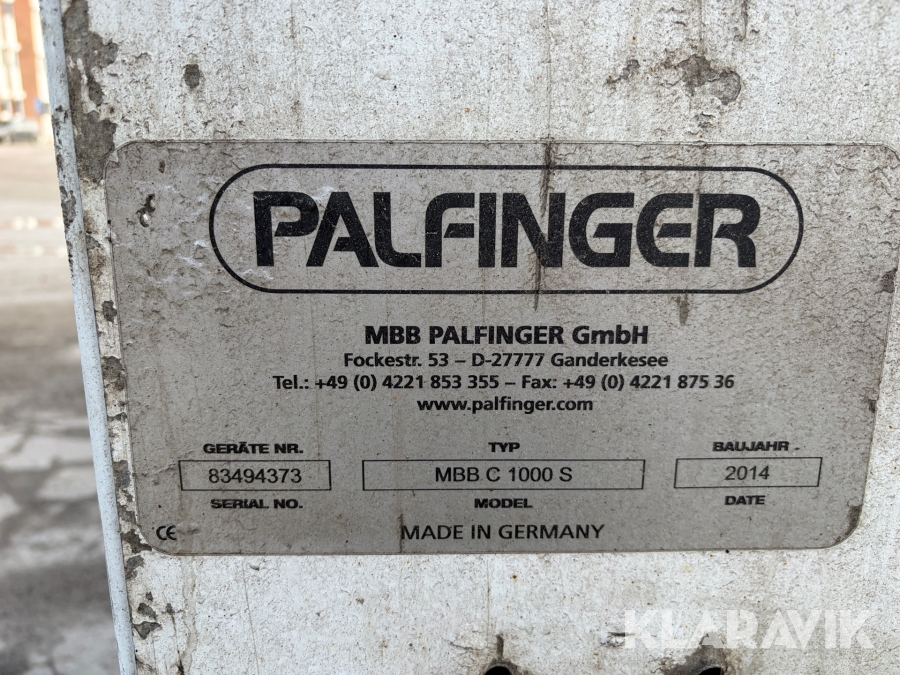 PALFINGER
MBB PALFINGER GmbH
Fockestr. 53 – D-27777 Ganderkesee
Tel.: +49 (0) 4221 853 355 – Fax: +49 (0) 4221 875 36
www.palfinger.com
GERÄTE NR. TYP BAUJAHR
83494373 MBB C 1000 S 2014
SERIAL NO. MODEL DATE
CE MADE IN GERMANY
KLARAVIK